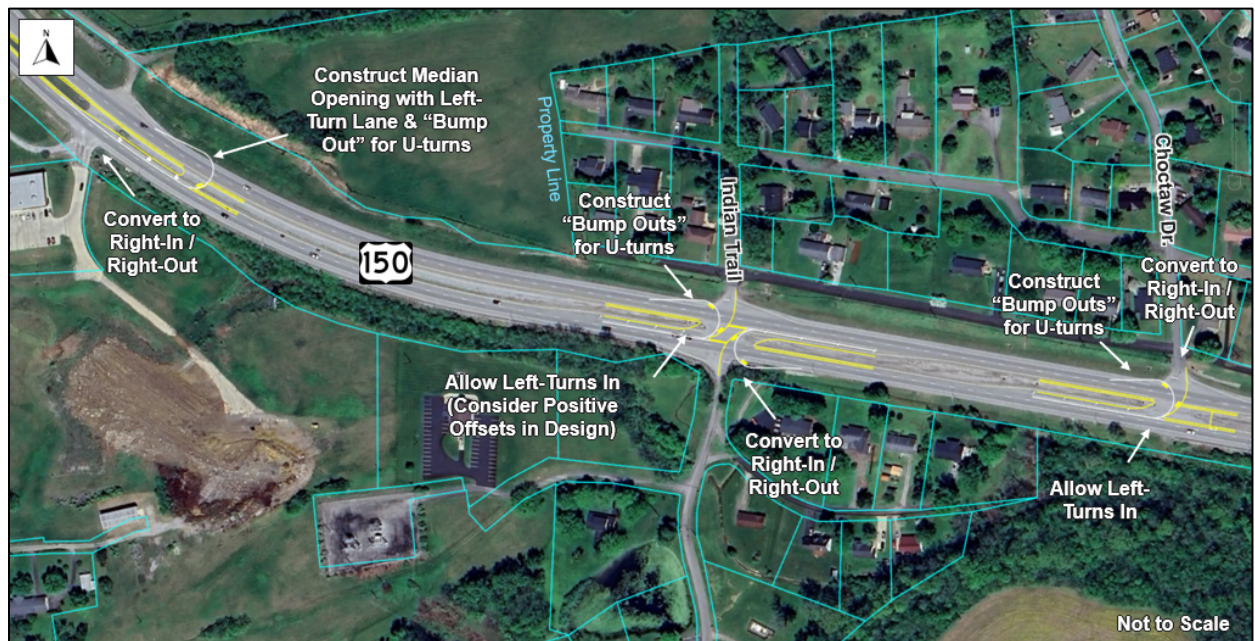 N
Construct Median
Opening with Left-
Turn Lane & “Bump
Out” for U-turns
Property Line
Convert to
Right-In /
Right-Out
150
Construct
“Bump Outs”
for U-turns
Indian Trail
Choctaw Dr.
Construct
“Bump Outs”
for U-turns
Convert to
Right-In /
Right-Out
Allow Left-Turns In
(Consider Positive
Offsets in Design)
Convert to
Right-In /
Right-Out
Allow Left-
Turns In
Not to Scale